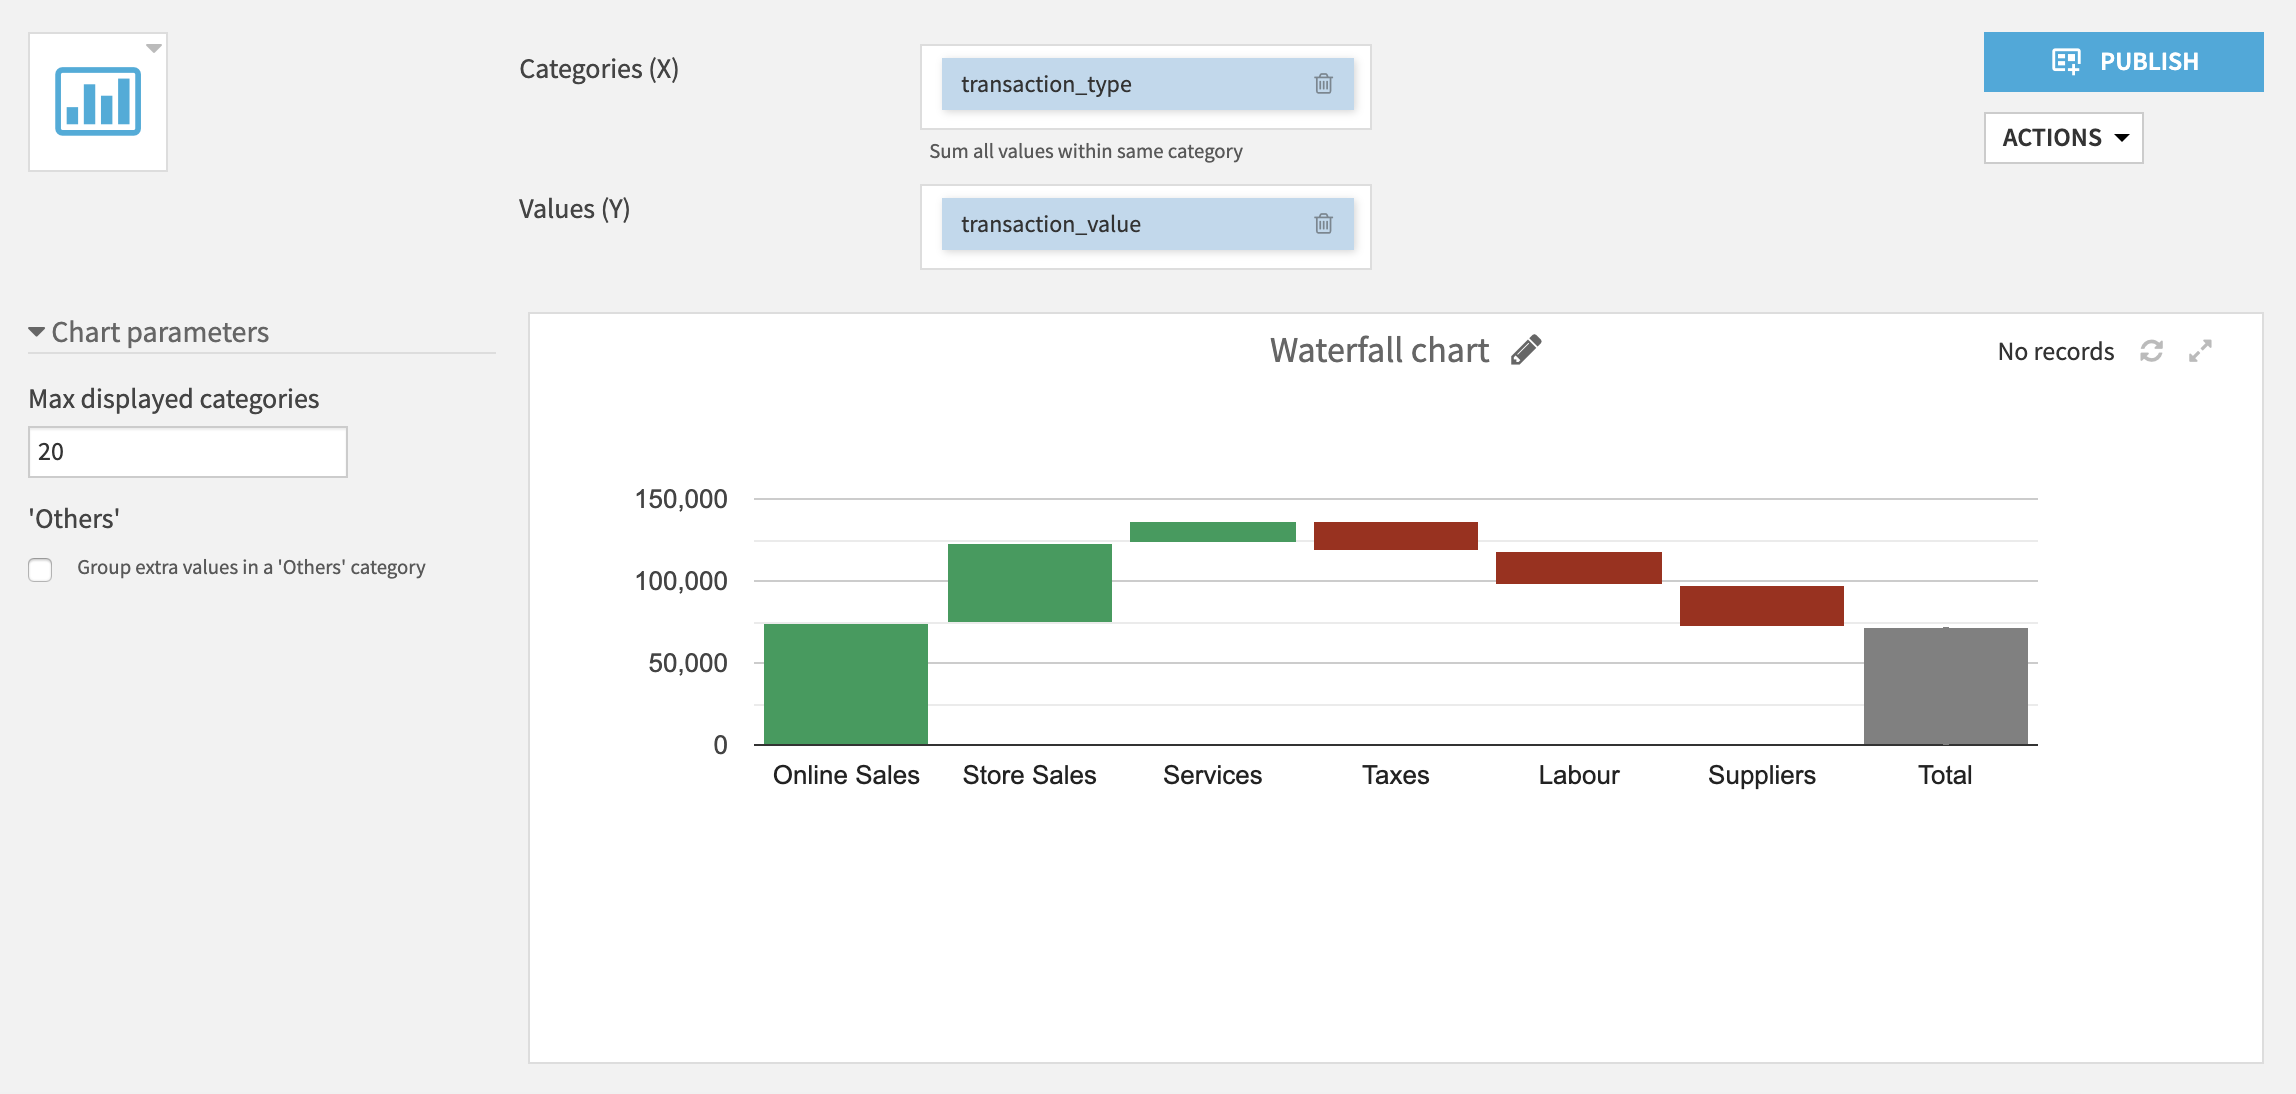 Categories (X)
transaction_type
Sum all values within same category
Values (Y)
transaction_value
PUBLISH
ACTIONS
Chart parameters
Max displayed categories
20
'Others'
Group extra values in a 'Others' category
Waterfall chart
No records
150,000
100,000
50,000
0
Online Sales
Store Sales
Services
Taxes
Labour
Suppliers
Total